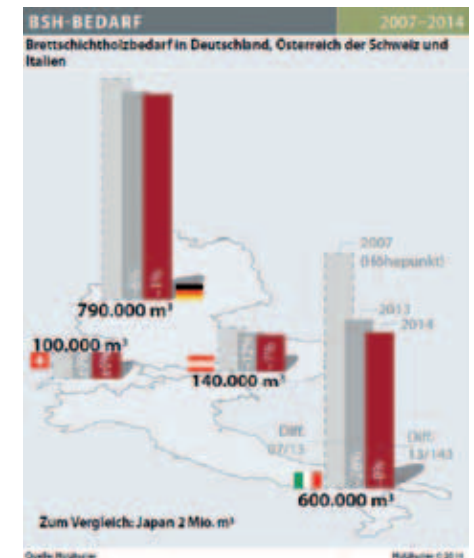 BSH-BEDARF 2007–2014
Brettschichtholzbedarf in Deutschland, Österreich der Schweiz und
Italien
2007
(Höhepunkt)
790.000 m³
2013
2014
100.000 m³
140.000 m³
Diff.
07/13
Diff.
13/143
600.000 m³
Zum Vergleich: Japan 2 Mio. m³